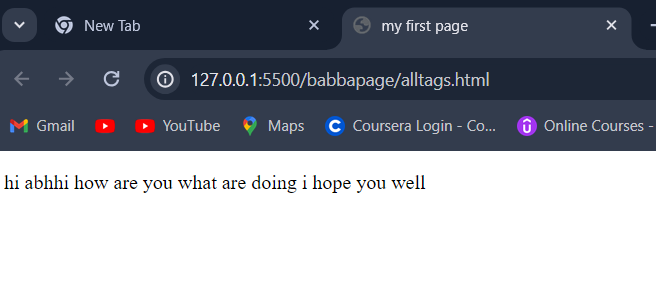 New Tab
my first page
127.0.0.1:5500/babbapage/alltags.html
Gmail YouTube Maps Coursera Login - Co... Online Courses -
hi abhhi how are you what are doing i hope you well